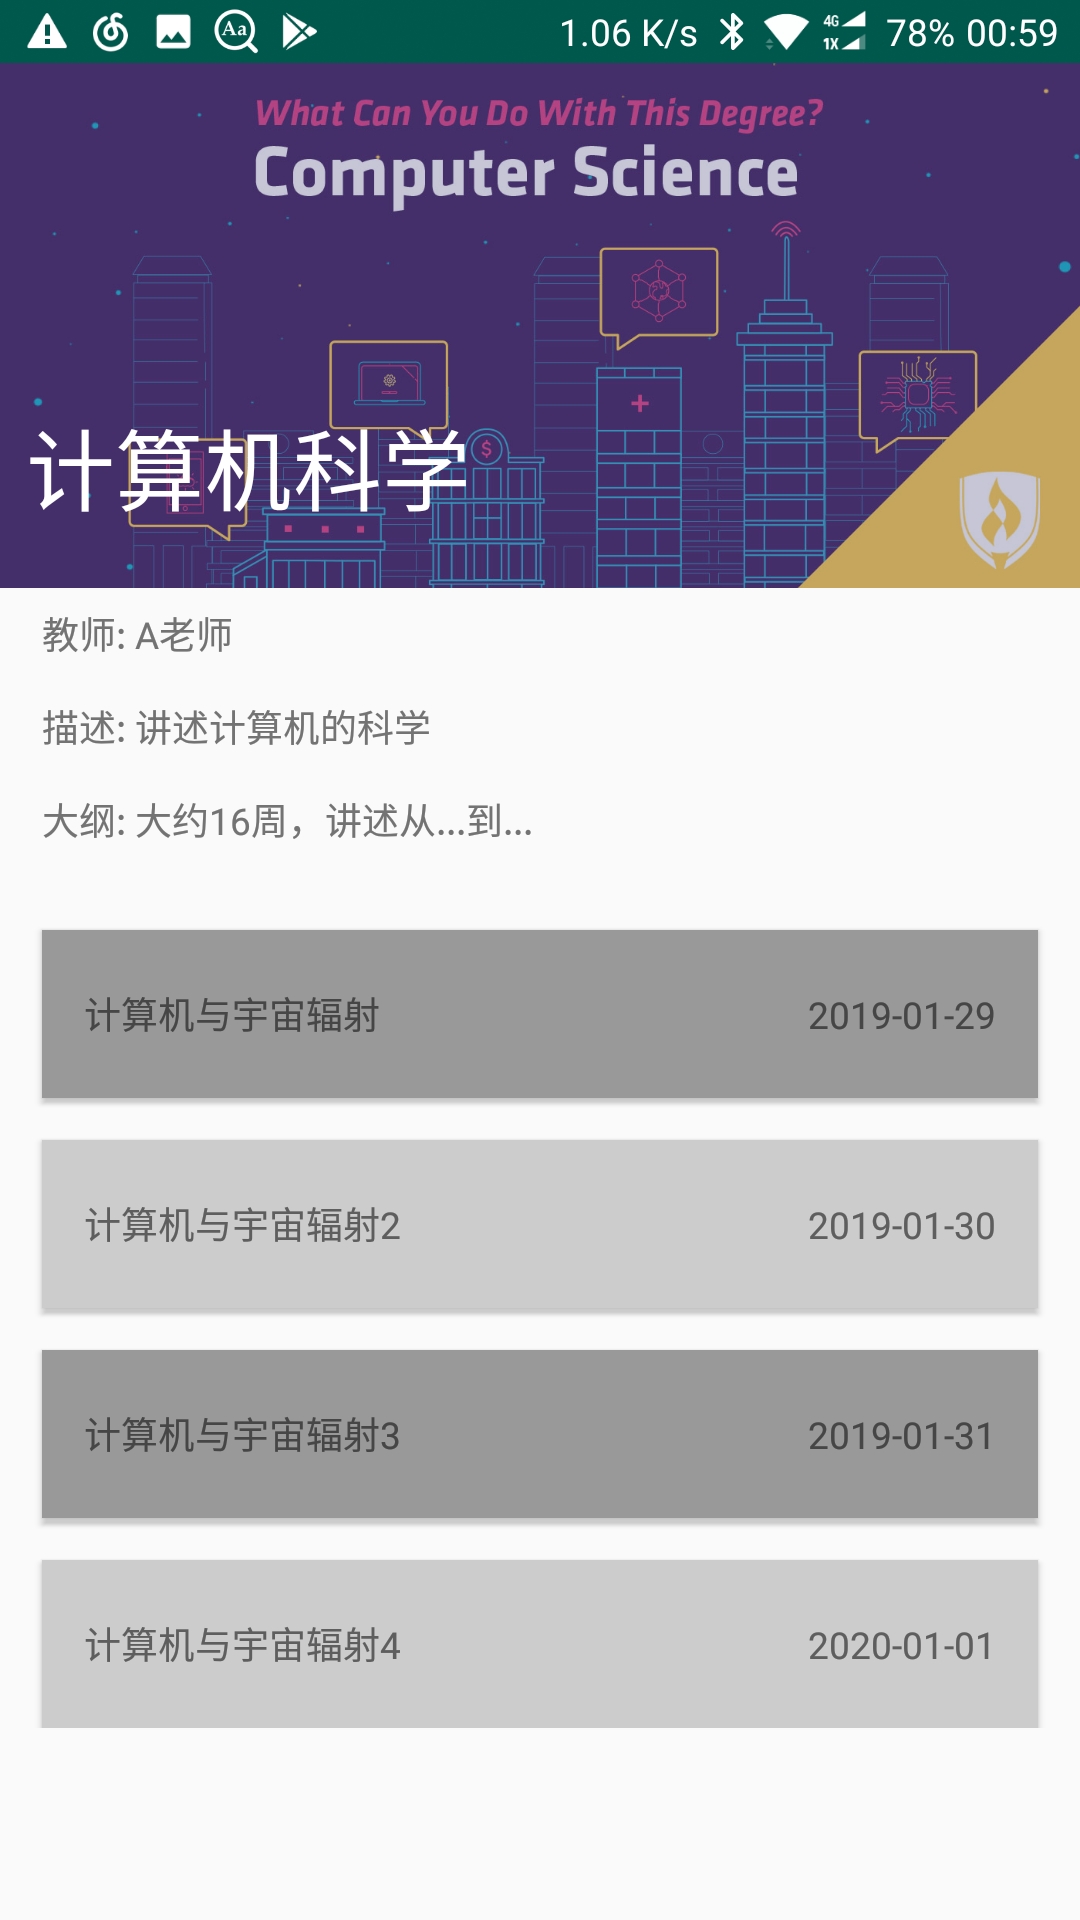 1.06 K/s 4G 1X 78% 00:59
What Can You Do With This Degree?
Computer Science
计算机科学
教师: A老师
描述: 讲述计算机的科学
大纲: 大约16周，讲述从...到...
计算机与宇宙辐射 2019-01-29
计算机与宇宙辐射2 2019-01-30
计算机与宇宙辐射3 2019-01-31
计算机与宇宙辐射4 2020-01-01